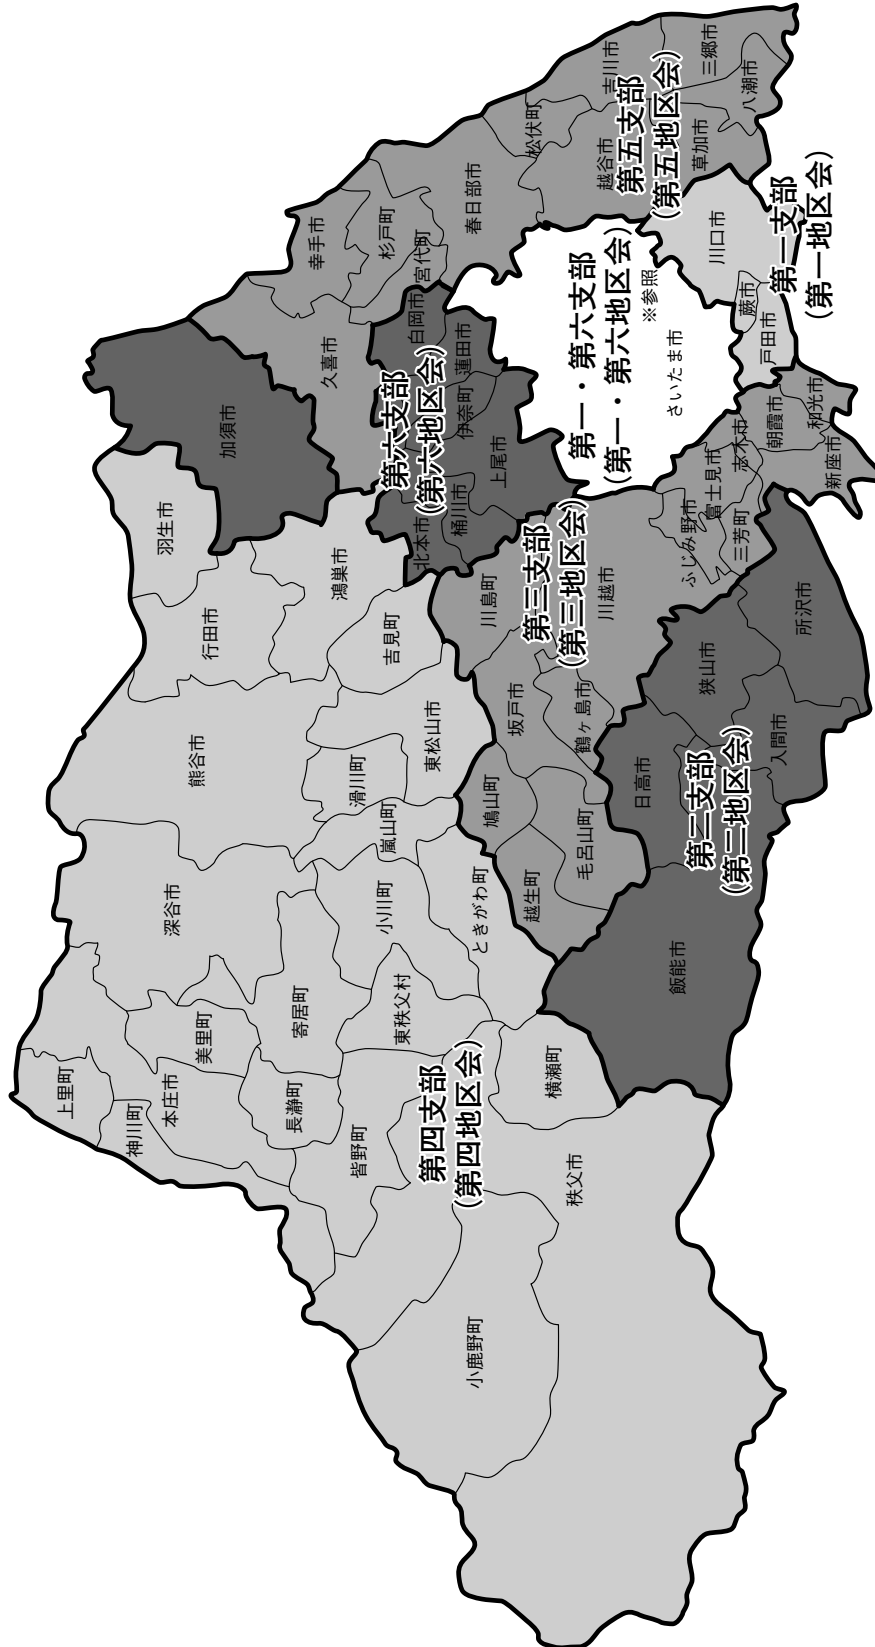 第四支部
(第四地区会)
秩父市
小鹿野町
横瀬町
皆野町
長瀞町
東秩父村
寄居町
小川町
ときがわ町
上里町
神川町
本庄市
美里町
深谷市
熊谷市
嵐山町
滑川町
東松山市
吉見町
行田市
鴻巣市
羽生市
第二支部
(第二地区会)
飯能市
日高市
入間市
狭山市
所沢市
第三支部
(第三地区会)
越生町
毛呂山町
鳩山町
坂戸市
鶴ヶ島市
川島町
川越市
ふじみ野市
富士見市
三芳町
志木市
朝霞市
新座市
和光市
第六支部
(第六地区会)
加須市
北本市
桶川市
上尾市
伊奈町
蓮田市
白岡市
第一・第六支部
(第一・第六地区会)
※参照
さいたま市
第一支部
(第一地区会)
戸田市
蕨市
川口市
第五支部
(第五地区会)
久喜市
幸手市
杉戸町
宮代町
春日部市
松伏町
越谷市
吉川市
草加市
三郷市
八潮市